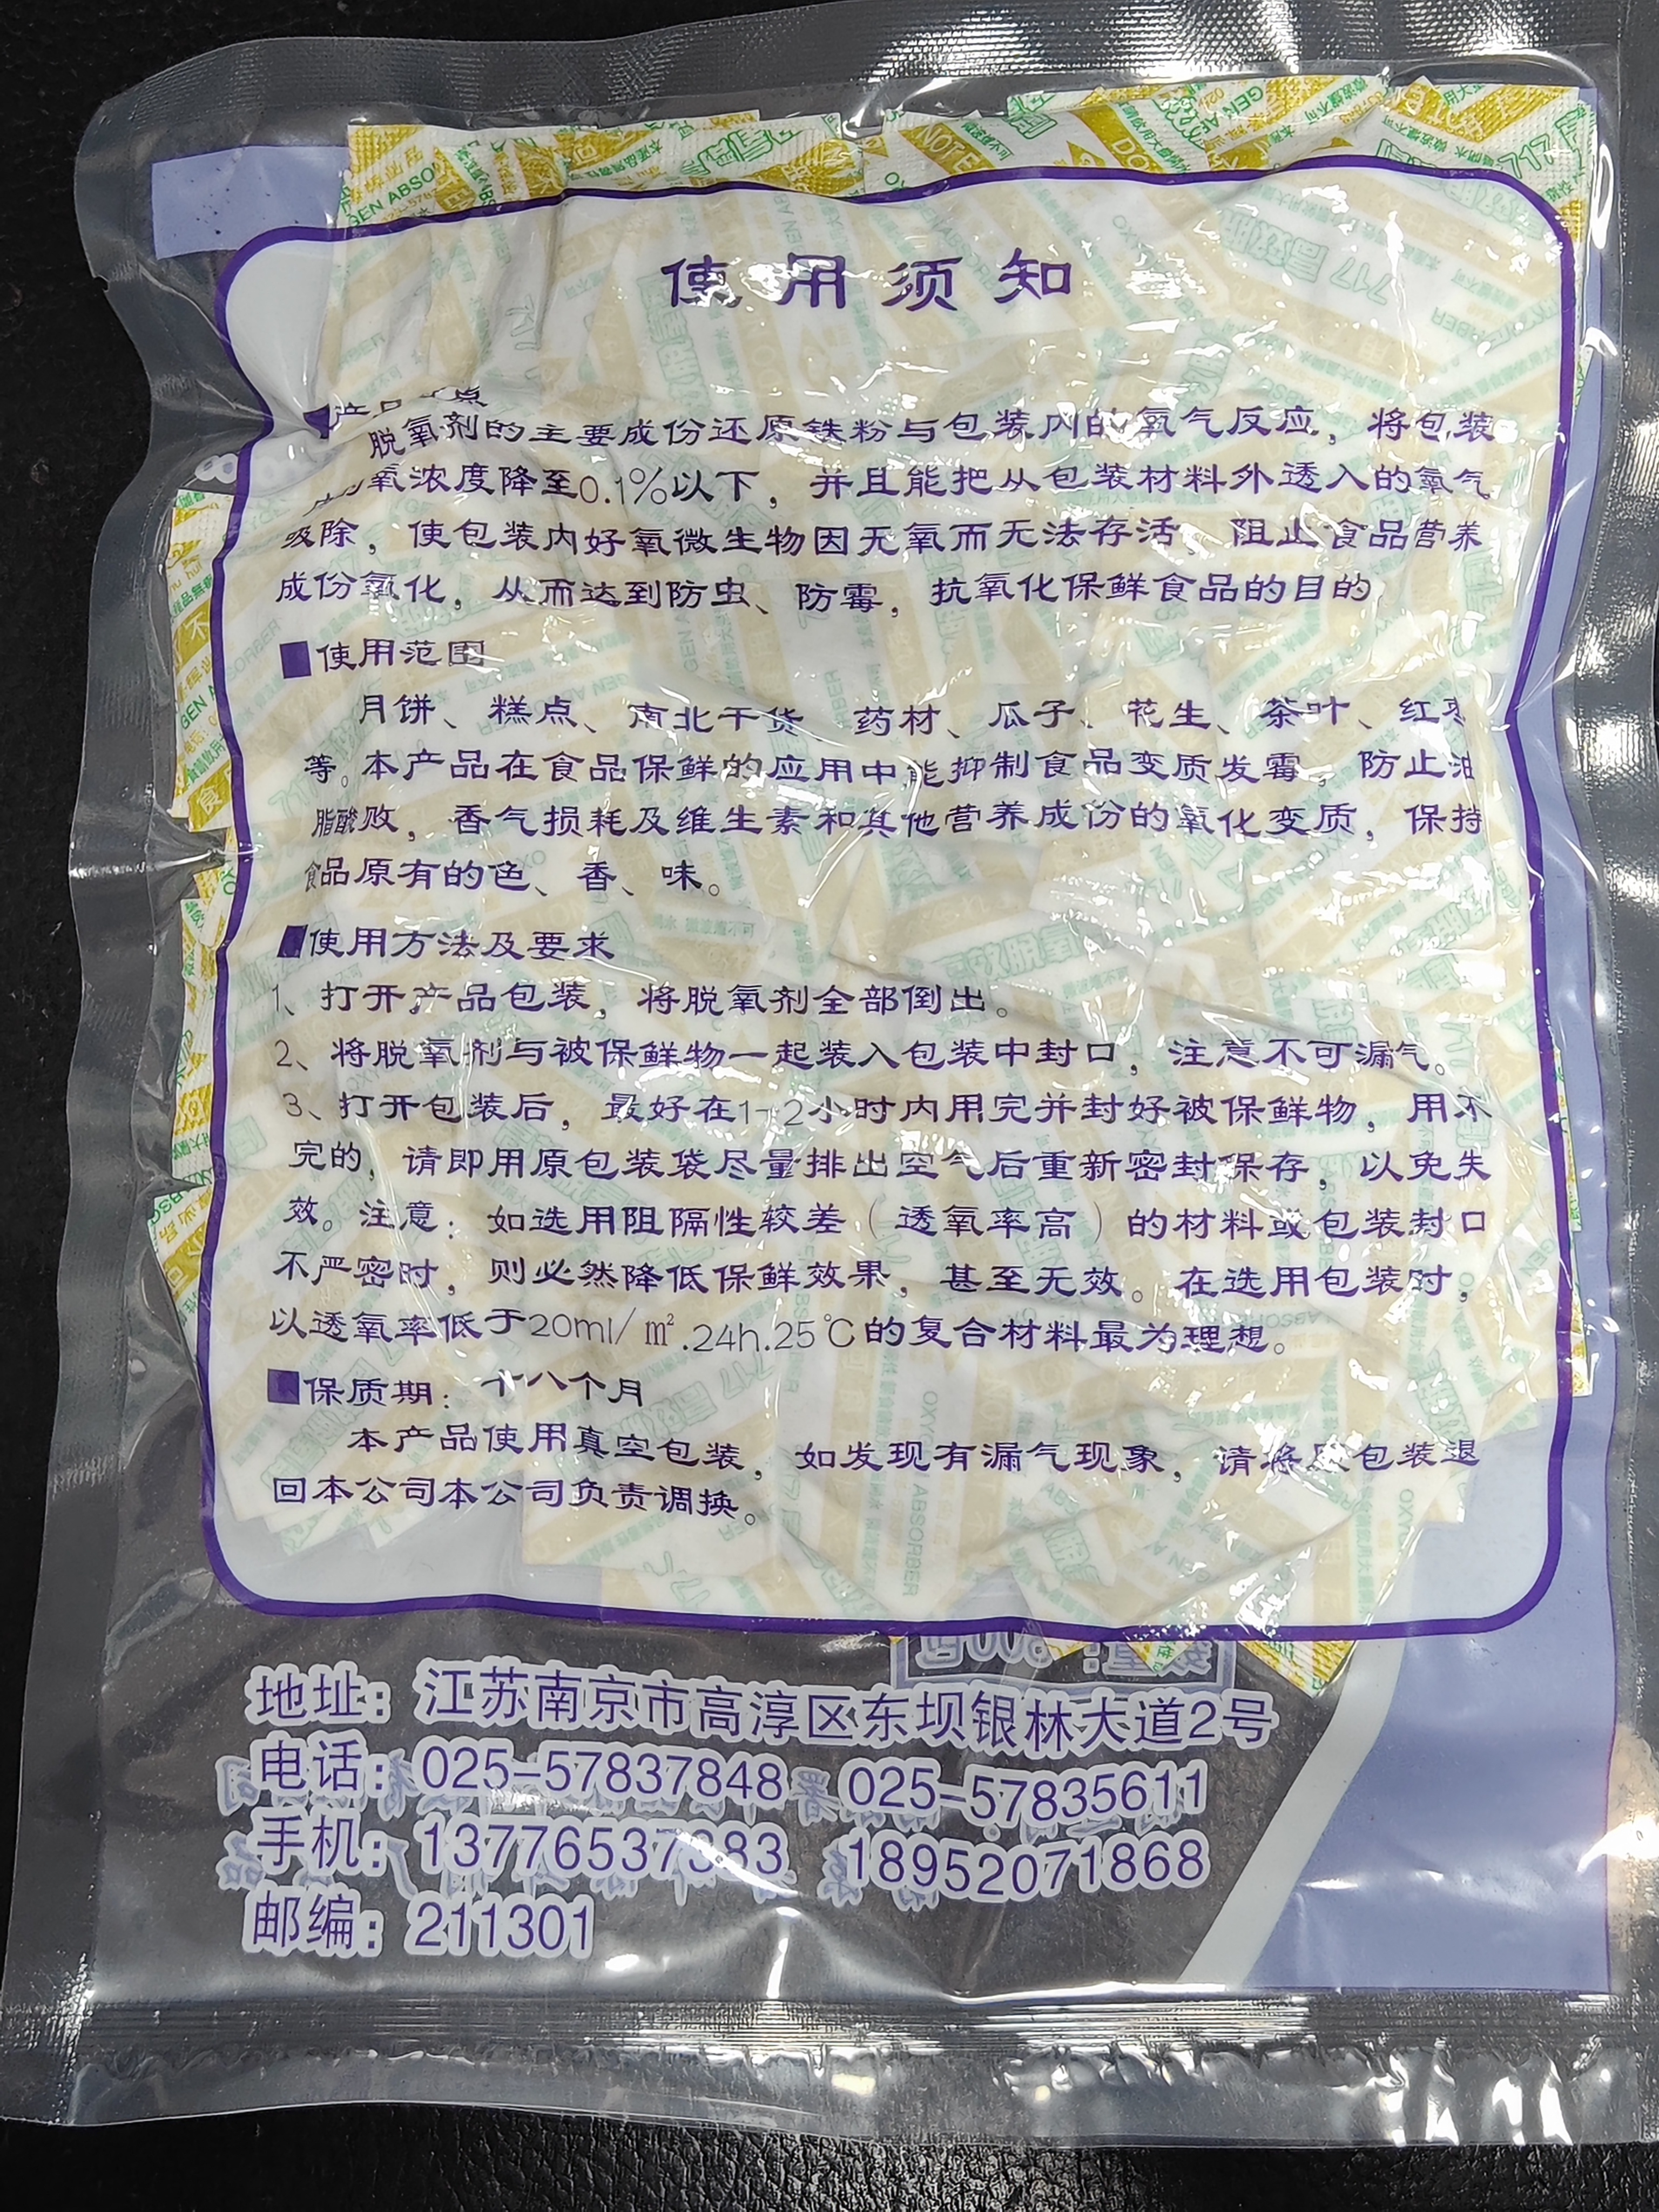 使用须知
脱氧剂的主要成份还原铁粉与包装内的氧气反应，将包装
氧浓度降至0.1%以下，并且能把从包装材料外透入的氧气
吸除，使包装内好氧微生物因无氧而无法存活，阻止食品营养
成份氧化，从而达到防虫、防霉，抗氧化保鲜食品的目的
■使用范围
月饼、糕点、南北干货 药材、瓜子、花生、茶叶、红枣
等。本产品在食品保鲜的应用中能抑制食品变质发霉，防止油
脂酸败，香气损耗及维生素和其他营养成份的氧化变质，保持
食品原有的色、香、味。
■使用方法及要求
1、打开产品包装，将脱氧剂全部倒出。
2、将脱氧剂与被保鲜物一起装入包装中封口，注意不可漏气。
3、打开包装后，最好在1-2小时内用完并封好被保鲜物，用不
完的，请即用原包装袋尽量排出空气后重新密封保存，以免失
效。注意：如选用阻隔性较差（透氧率高）的材料或包装封口
不严密时，则必然降低保鲜效果，甚至无效。在选用包装时，
以透氧率低于20ml/㎡.24h.25℃的复合材料最为理想。
■保质期：十八个月
本产品使用真空包装，如发现有漏气现象，请将原包装退
回本公司本公司负责调换。
地址：江苏南京市高淳区东坝银林大道2号
电话：025-57837848 025-57835611
手机：13776537383 18952071868
邮编：211301